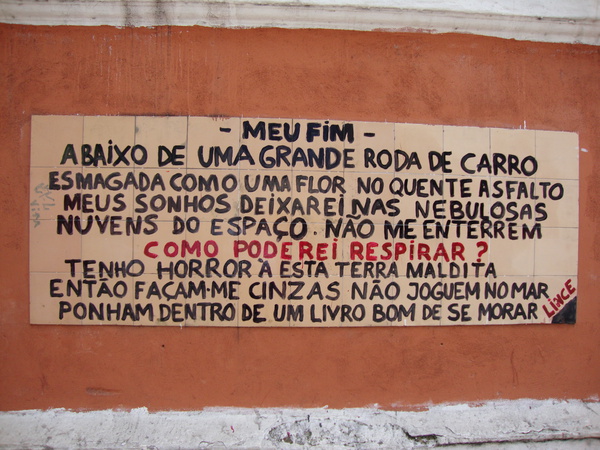 - MEU FIM -
ABAIXO DE UMA GRANDE RODA DE CARRO
ESMAGADA COMO UMA FLOR NO QUENTE ASFALTO
MEUS SONHOS DEIXAREI NAS NEBULOSAS
NUVENS DO ESPAÇO. NÃO ME ENTERREM
COMO PODEREI RESPIRAR?
TENHO HORROR À ESTA TERRA MALDITA
ENTÃO FAÇAM-ME CINZAS NÃO JOGUEM NO MAR
PONHAM DENTRO DE UM LIVRO BOM DE SE MORAR
LINCE